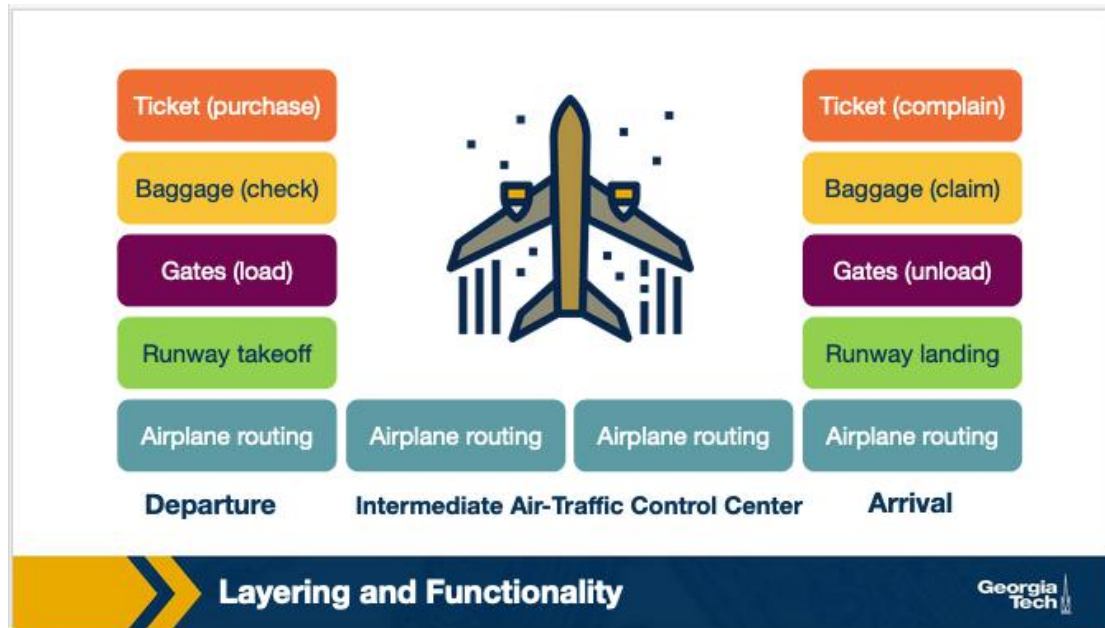 Ticket (purchase)
Ticket (complain)
Baggage (check)
Baggage (claim)
Gates (load)
Gates (unload)
Runway takeoff
Runway landing
Airplane routing
Airplane routing
Airplane routing
Airplane routing
Departure
Intermediate Air-Traffic Control Center
Arrival
Layering and Functionality
Georgia
Tech